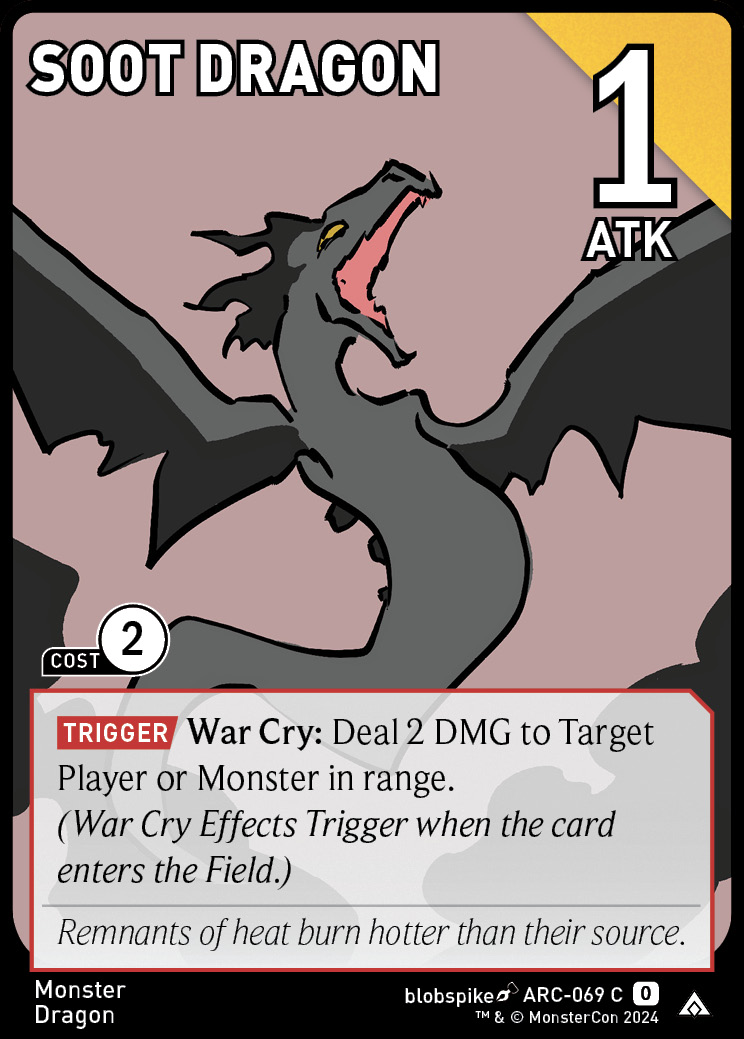 SOOT DRAGON
1
ATK
COST 2
TRIGGER War Cry: Deal 2 DMG to Target
Player or Monster in range.
(War Cry Effects Trigger when the card
enters the Field.)
Remnants of heat burn hotter than their source.
Monster
Dragon
blobspike ARC-069 C 0
™ & © MonsterCon 2024